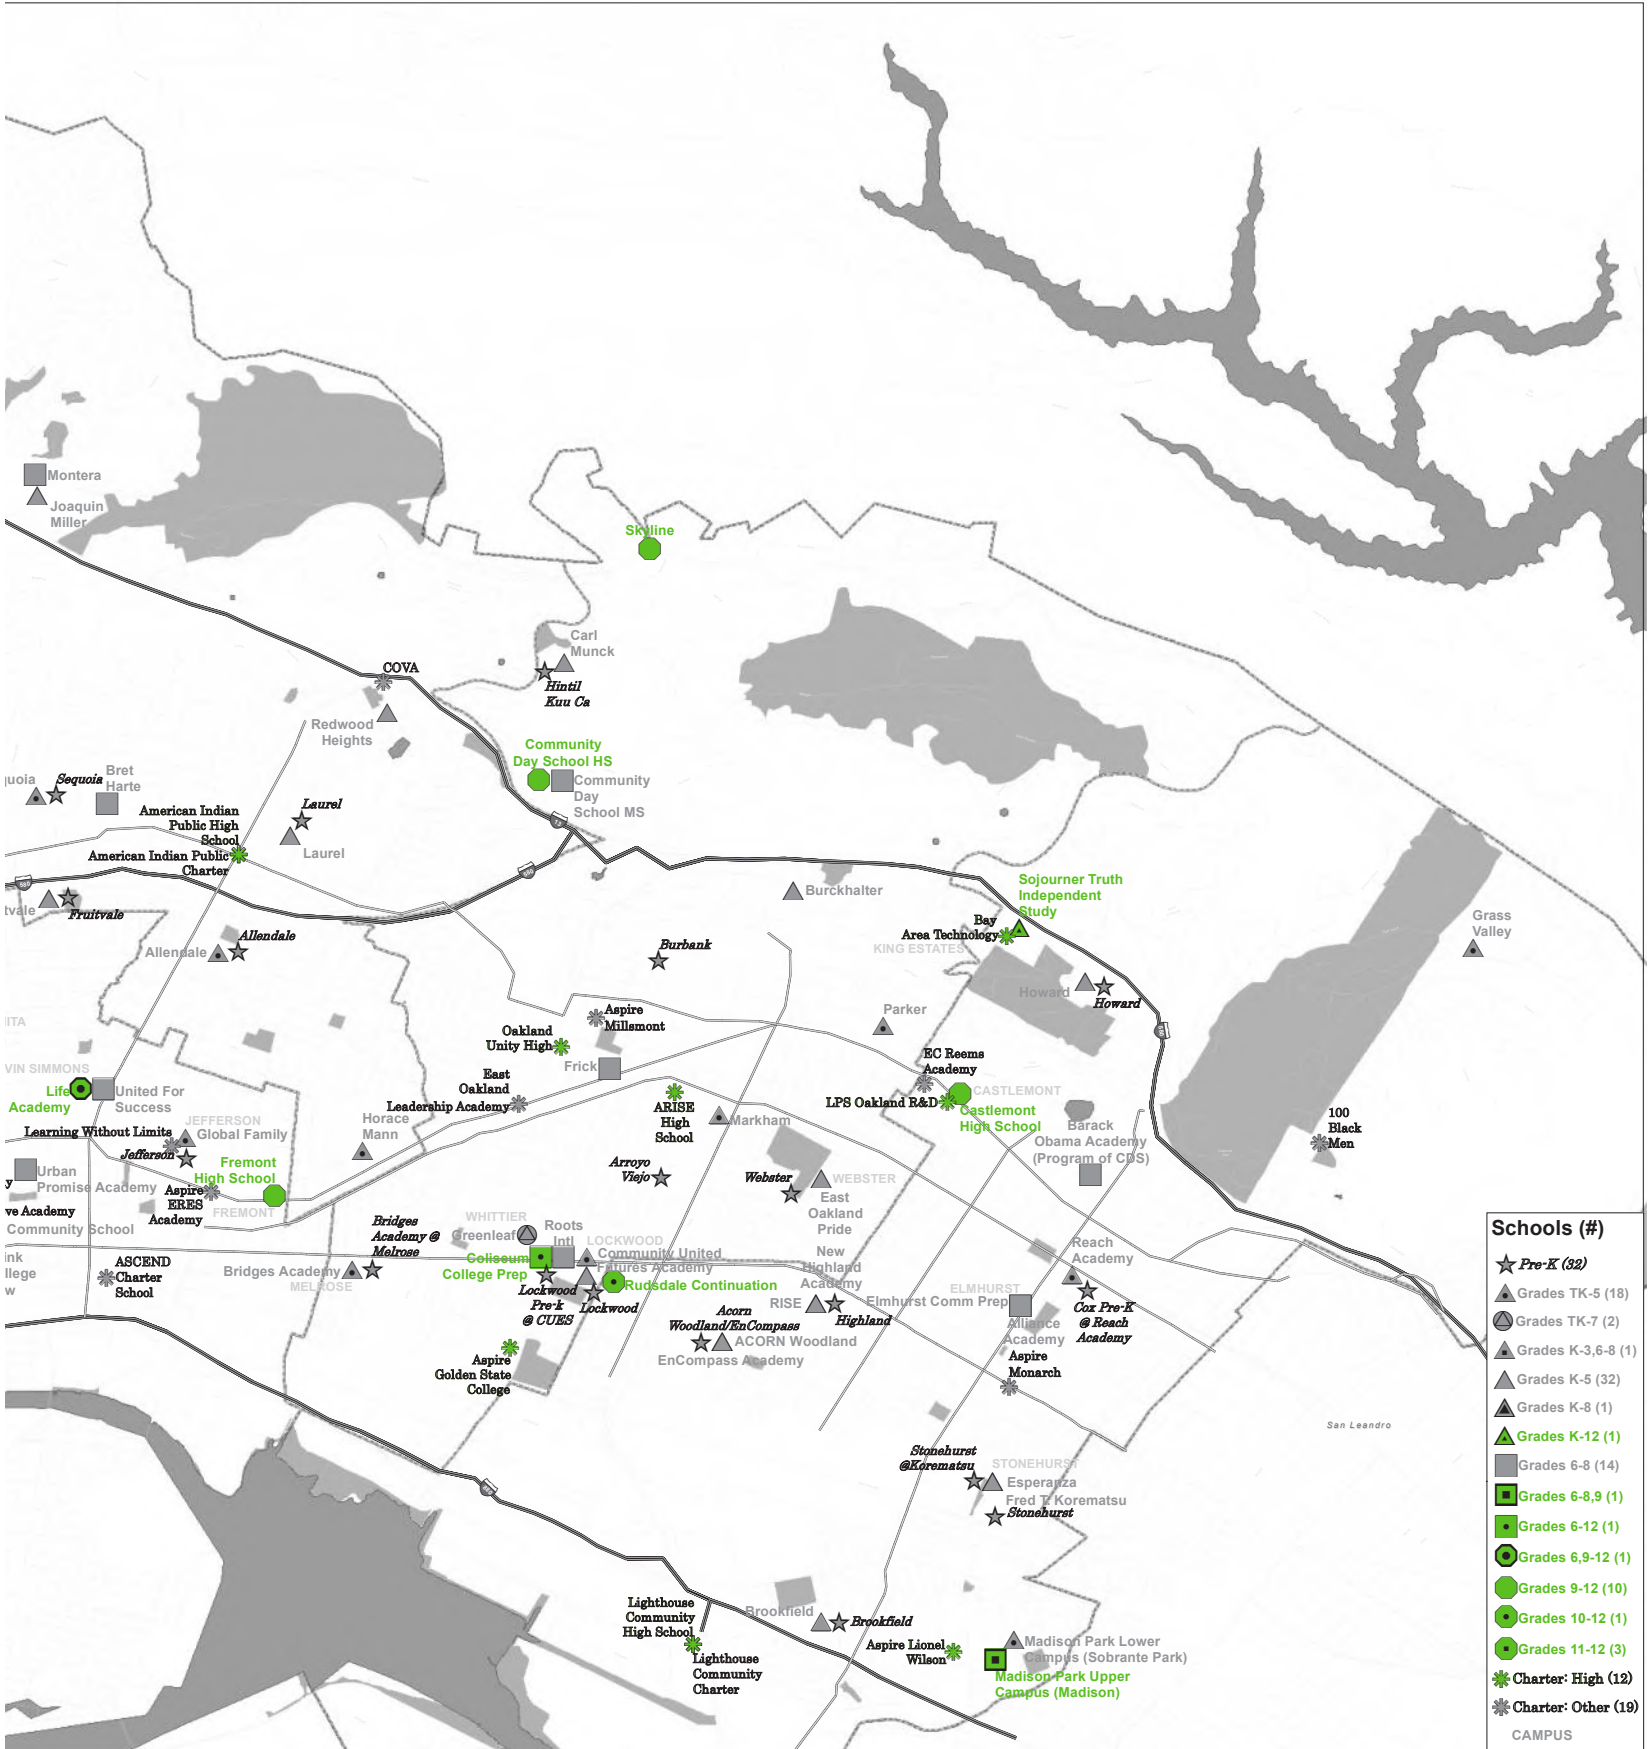 Montera
Joaquin
Miller
Skyline
Carl
Munck
Hintil
Kuu Ca
COVA
Redwood
Heights
Community
Day School HS
Community
Day
School MS
Sequoia
Bret
Harte
Laurel
Laurel
American Indian
Public High
School
American Indian Public
Charter
Fruitvale
Allendale
Allendale
Burckhalter
Sojourner Truth
Independent
Study
Bay
Area Technology
KING ESTATES
Grass
Valley
Burbank
Howard
Howard
Parker
Aspire
Millsmont
Oakland
Unity High
Frick
East
Oakland
Leadership Academy
EC Reems
Academy
CASTLEMONT
LPS Oakland R&D
Castlemont
High School
ARISE
High
School
Markham
Barack
Obama Academy
(Program of CDS)
100
Black
Men
VIN SIMMONS
Life
Academy
United For
Success
JEFFERSON
Learning Without Limits
Global Family
Jefferson
Horace
Mann
Fremont
High School
Urban
Promise Academy
Aspire
ERES
Academy
FREMONT
ve Academy
Community School
Arroyo
Viejo
Webster
WEBSTER
East
Oakland
Pride
Bridges
Academy @
Melrose
WHITTIER
Greenleaf
Roots
Intl
LOCKWOOD
Community United
Futures Academy
Coliseum
College Prep
Bridges Academy
MELROSE
ASCEND
Charter
School
Lockwood
Pre-k
@ CUES
Lockwood
Rudsdale Continuation
New
Highland
Academy
RISE
Highland
Reach
Academy
ELMHURST
Elmhurst Comm Prep
Alliance
Academy
Cox Pre-K
@ Reach
Academy
Acorn
Woodland/EnCompass
ACORN Woodland
EnCompass Academy
Aspire
Golden State
College
Aspire
Monarch
San Leandro
Stonehurst
@Korematsu
STONEHURST
Esperanza
Fred T. Korematsu
Stonehurst
Lighthouse
Community
High School
Lighthouse
Community
Charter
Brookfield
Brookfield
Aspire Lionel
Wilson
Madison Park Lower
Campus (Sobrante Park)
Madison Park Upper
Campus (Madison)
Schools (#)
Pre-K (32)
Grades TK-5 (18)
Grades TK-7 (2)
Grades K-3,6-8 (1)
Grades K-5 (32)
Grades K-8 (1)
Grades K-12 (1)
Grades 6-8 (14)
Grades 6-8,9 (1)
Grades 6-12 (1)
Grades 6,9-12 (1)
Grades 9-12 (10)
Grades 10-12 (1)
Grades 11-12 (3)
Charter: High (12)
Charter: Other (19)
CAMPUS